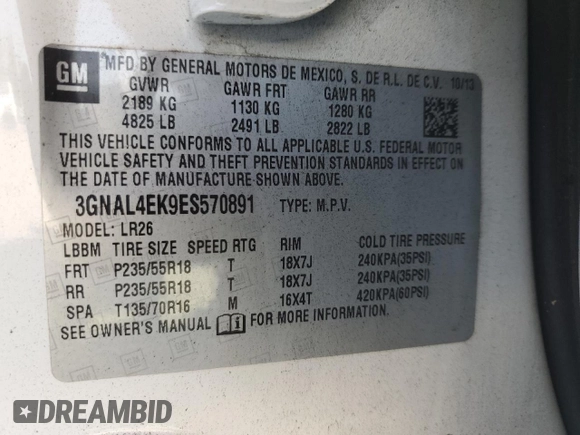 GM
MFD BY GENERAL MOTORS DE MEXICO, S. DE R.L. DE C.V. 10/13
GVWR GAWR FRT GAWR RR
2189 KG 1130 KG 1280 KG
4825 LB 2491 LB 2822 LB
THIS VEHICLE CONFORMS TO ALL APPLICABLE U.S. FEDERAL MOTOR
VEHICLE SAFETY AND THEFT PREVENTION STANDARDS IN EFFECT ON
THE DATE OF MANUFACTURE SHOWN ABOVE.
3GNAL4EK9ES570891 TYPE: M.P.V.
MODEL: LR26
LBBM TIRE SIZE SPEED RTG RIM COLD TIRE PRESSURE
FRT P235/55R18 T 18X7J 240KPA(35PSI)
RR P235/55R18 T 18X7J 240KPA(35PSI)
SPA T135/70R16 M 16X4T 420KPA(60PSI)
SEE OWNER'S MANUAL FOR MORE INFORMATION.
DREAMBID